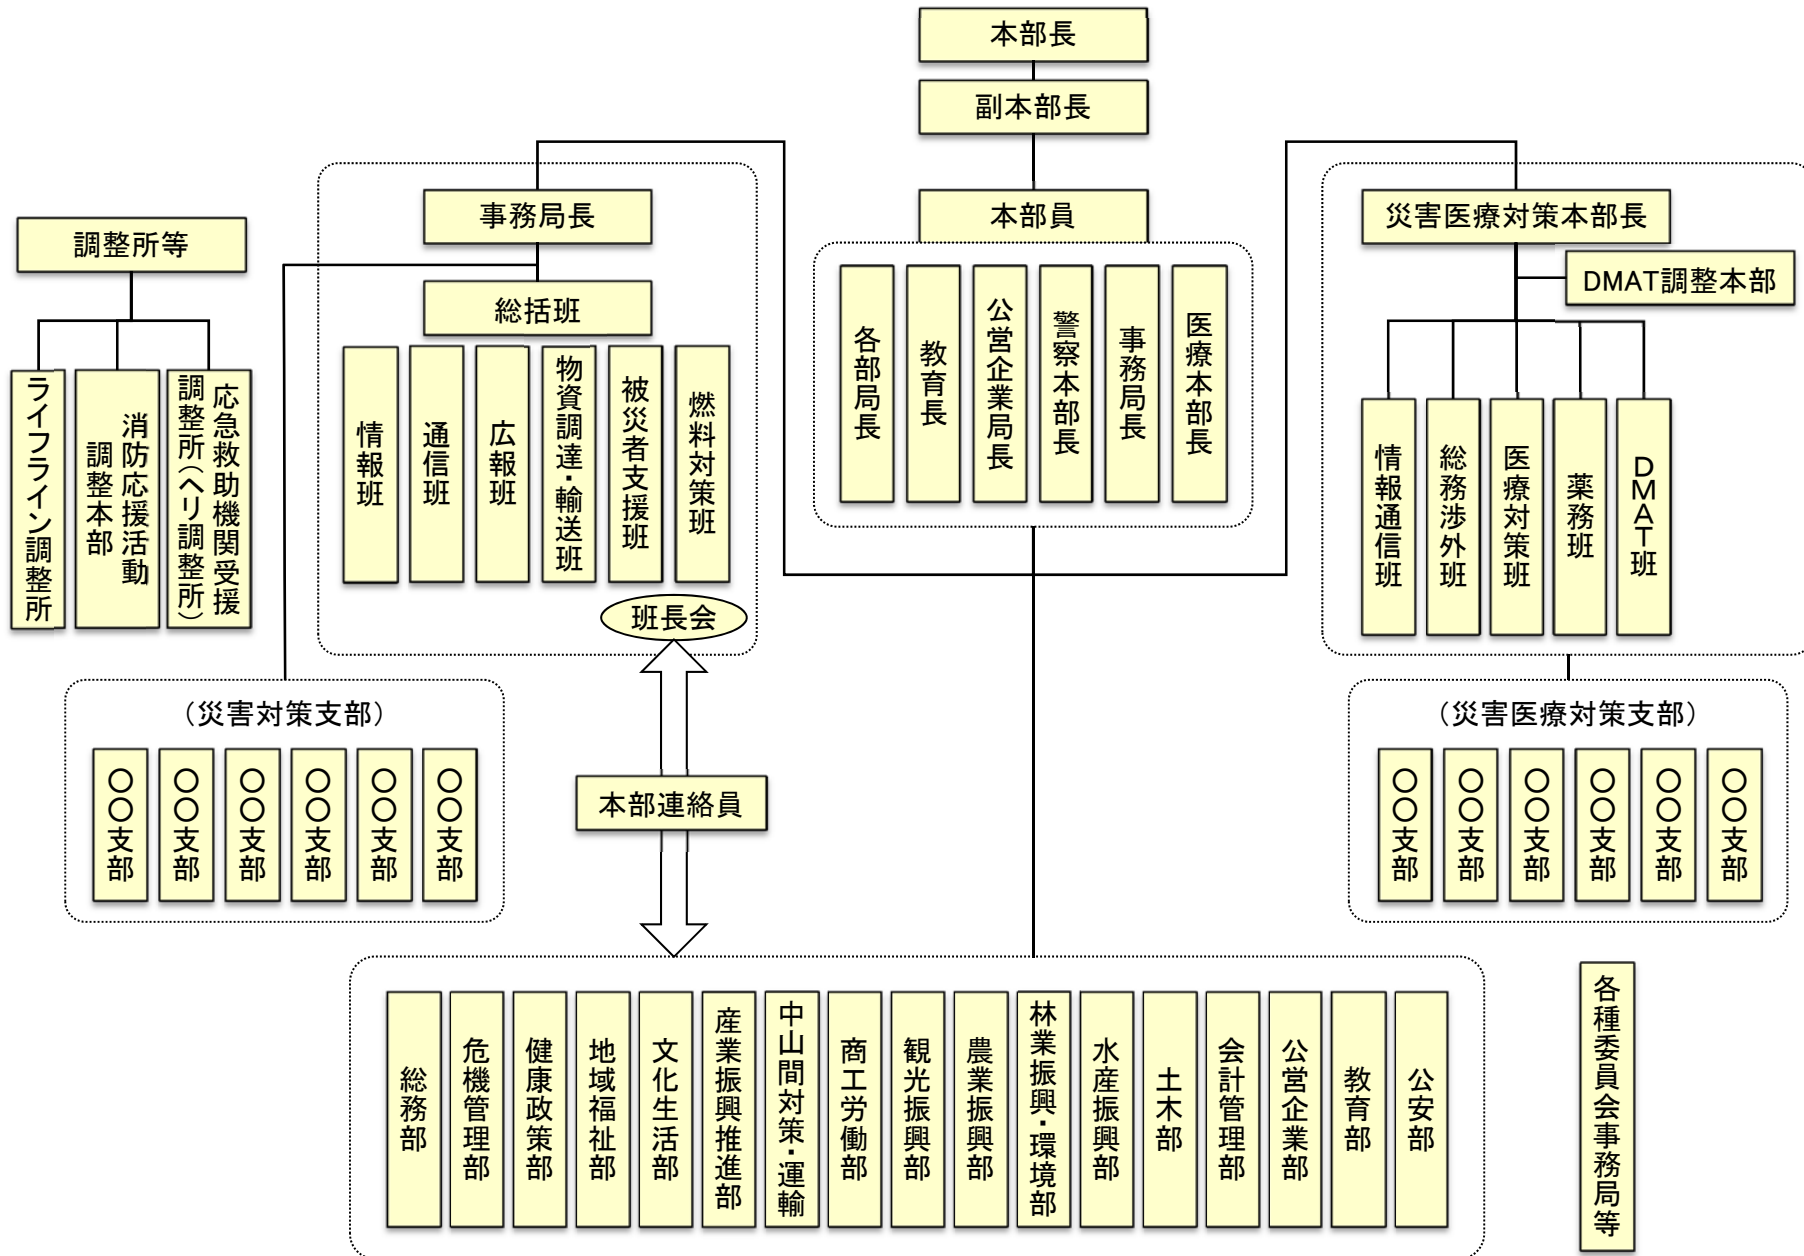 本部長
副本部長
本部員
各部局長
教育長
公営企業局長
警察本部長
事務局長
医療本部長
調整所等
ライフライン調整所
消防応援活動
調整本部
応急救助機関受援
調整所（ヘリ調整所）
事務局長
総括班
情報班
通信班
広報班
物資調達・輸送班
被災者支援班
燃料対策班
班長会
災害医療対策本部長
DMAT調整本部
情報通信班
総務渉外班
医療対策班
薬務班
ＤＭＡＴ班
（災害対策支部）
〇〇支部
〇〇支部
〇〇支部
〇〇支部
〇〇支部
〇〇支部
本部連絡員
（災害医療対策支部）
〇〇支部
〇〇支部
〇〇支部
〇〇支部
〇〇支部
〇〇支部
総務部
危機管理部
健康政策部
地域福祉部
文化生活部
産業振興推進部
中山間対策・運輸
商工労働部
観光振興部
農業振興部
林業振興・環境部
水産振興部
土木部
会計管理部
公営企業部
教育部
公安部
各種委員会事務局等